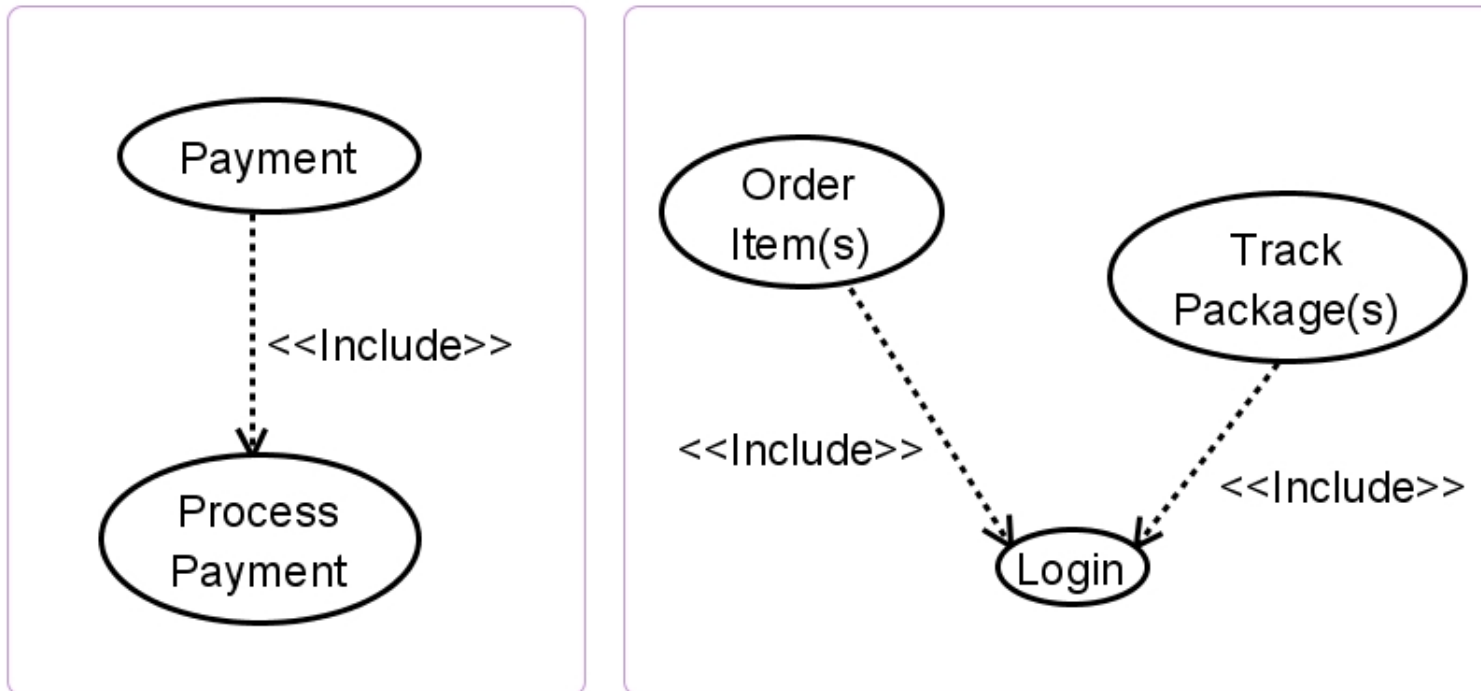 Payment
<<Include>>
Process
Payment
Order
Item(s)
Track
Package(s)
<<Include>>
<<Include>>
Login